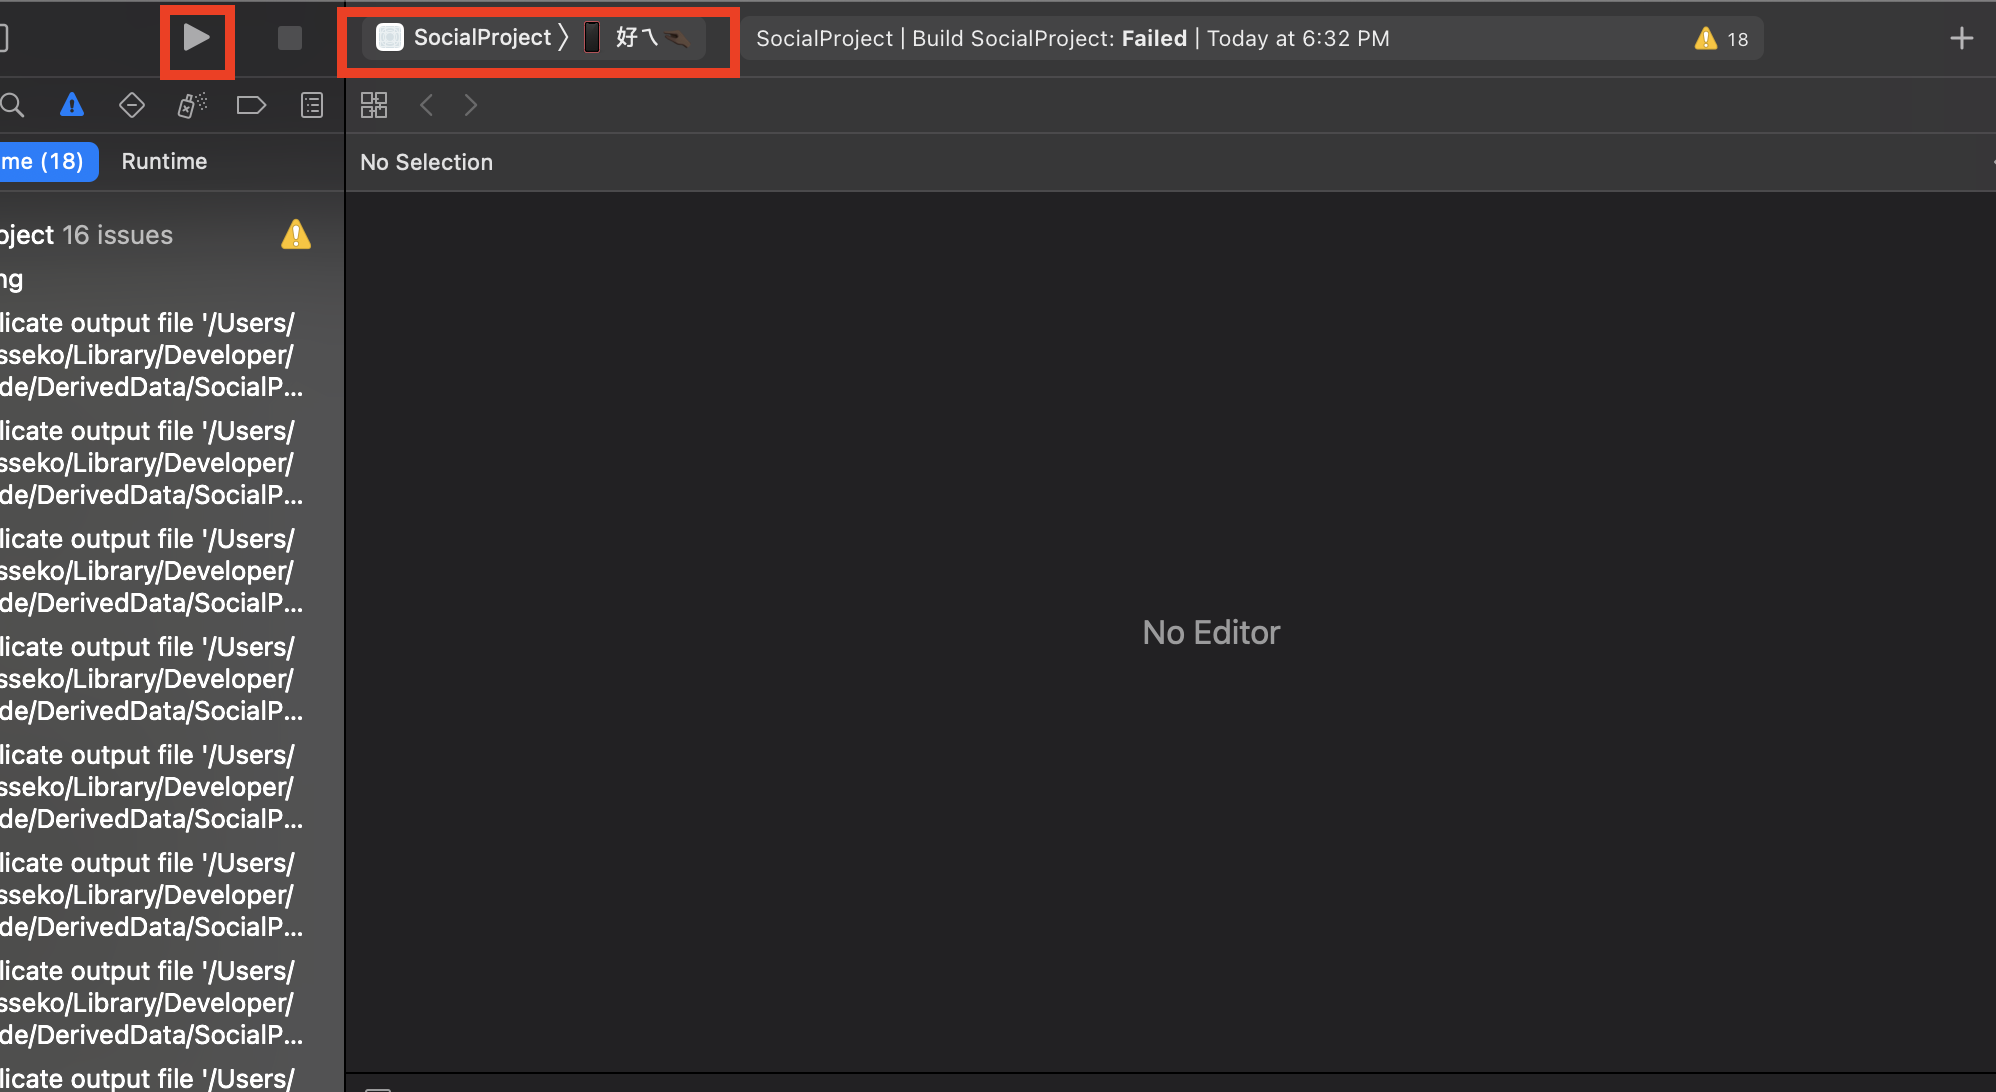 SocialProject 〉 好ㄟ
SocialProject | Build SocialProject: Failed | Today at 6:32 PM
18
me (18)
Runtime
No Selection
oject 16 issues
ng
licate output file '/Users/
sseko/Library/Developer/
de/DerivedData/SocialP...
licate output file '/Users/
sseko/Library/Developer/
de/DerivedData/SocialP...
licate output file '/Users/
sseko/Library/Developer/
de/DerivedData/SocialP...
licate output file '/Users/
sseko/Library/Developer/
de/DerivedData/SocialP...
licate output file '/Users/
sseko/Library/Developer/
de/DerivedData/SocialP...
licate output file '/Users/
sseko/Library/Developer/
de/DerivedData/SocialP...
licate output file '/Users/
sseko/Library/Developer/
de/DerivedData/SocialP...
licate output file '/Users/
No Editor